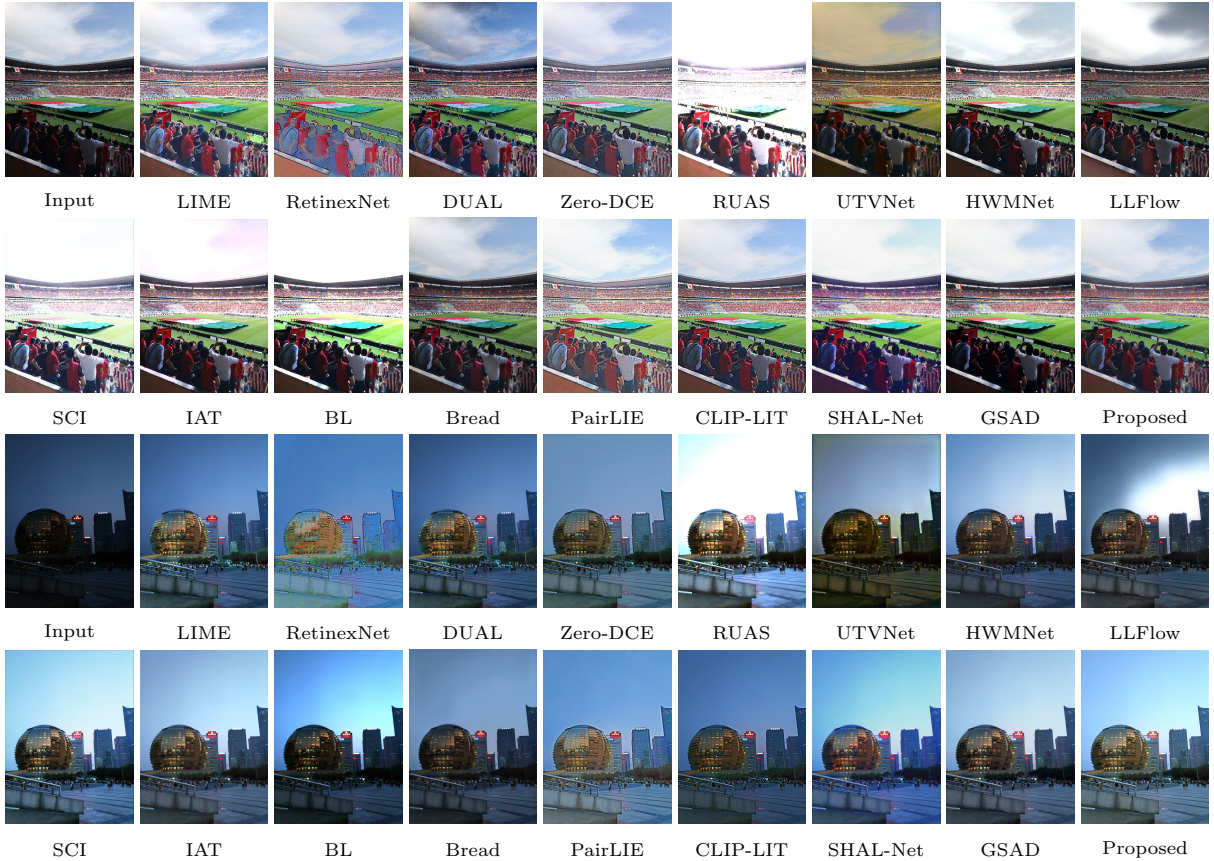 Input LIME RetinexNet DUAL Zero-DCE RUAS UTVNet HWMNet LLFlow
SCI IAT BL Bread PairLIE CLIP-LIT SHAL-Net GSAD Proposed
Input LIME RetinexNet DUAL Zero-DCE RUAS UTVNet HWMNet LLFlow
SCI IAT BL Bread PairLIE CLIP-LIT SHAL-Net GSAD Proposed